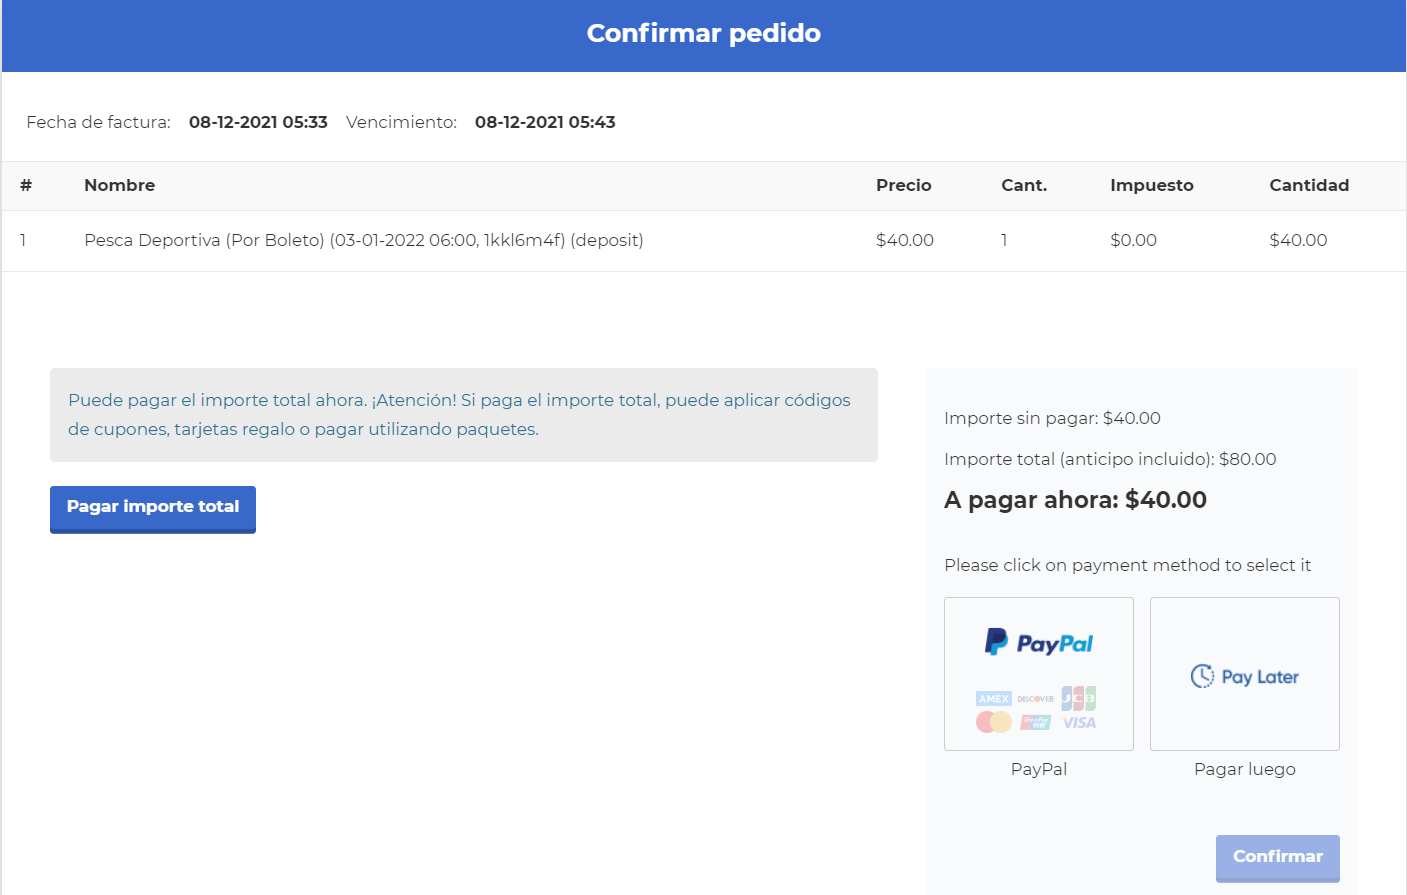 Confirmar pedido
Fecha de factura: 08-12-2021 05:33 Vencimiento: 08-12-2021 05:43
# Nombre Precio Cant. Impuesto Cantidad
1 Pesca Deportiva (Por Boleto) (03-01-2022 06:00, 1kkl6m4f) (deposit) $40.00 1 $0.00 $40.00
Puede pagar el importe total ahora. ¡Atención! Si paga el importe total, puede aplicar códigos
de cupones, tarjetas regalo o pagar utilizando paquetes.
Pagar importe total
Importe sin pagar: $40.00
Importe total (anticipo incluido): $80.00
A pagar ahora: $40.00
Please click on payment method to select it
PayPal
AMEX DISCOVER JCB
UnionPay VISA
PayPal
Pay Later
Pagar luego
Confirmar